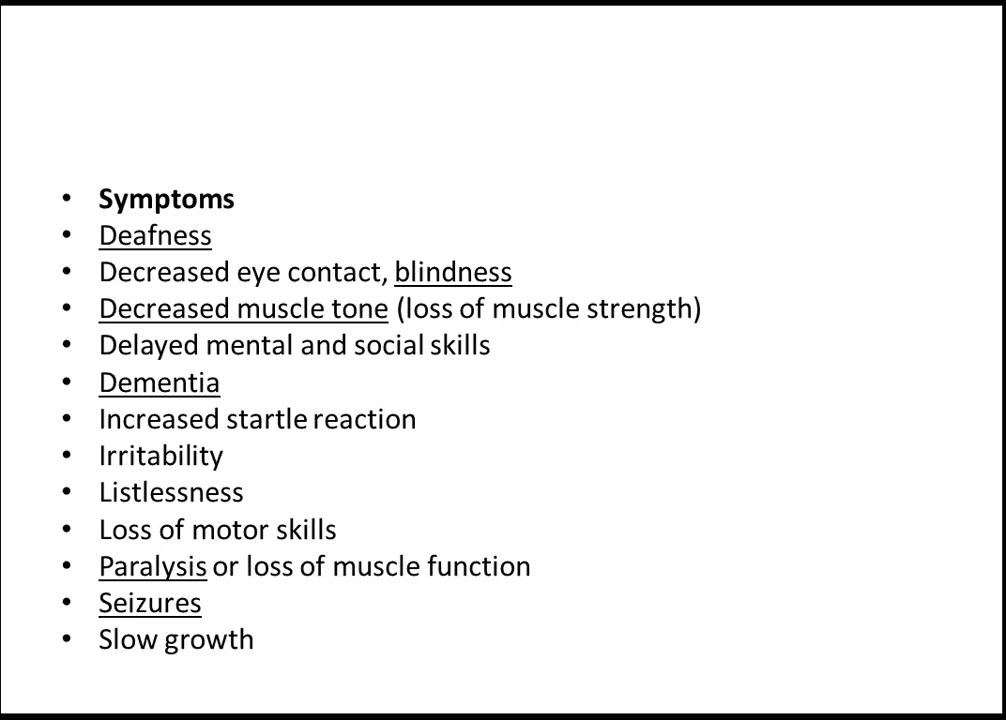 • Symptoms
• Deafness
• Decreased eye contact, blindness
• Decreased muscle tone (loss of muscle strength)
• Delayed mental and social skills
• Dementia
• Increased startle reaction
• Irritability
• Listlessness
• Loss of motor skills
• Paralysis or loss of muscle function
• Seizures
• Slow growth